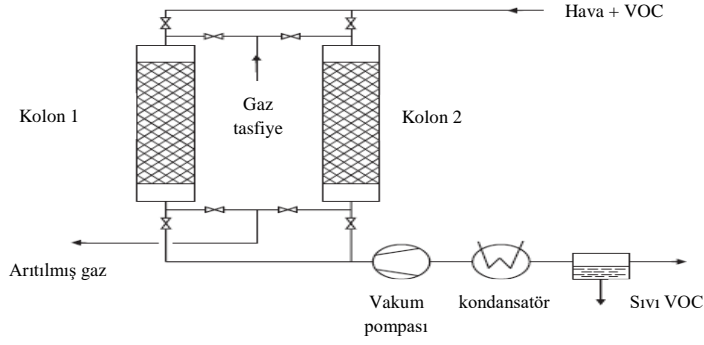 Hava + VOC
Kolon 1
Gaz
tasfiye
Kolon 2
Arıtılmış gaz
Vakum
pompası
kondansatör
Sıvı VOC